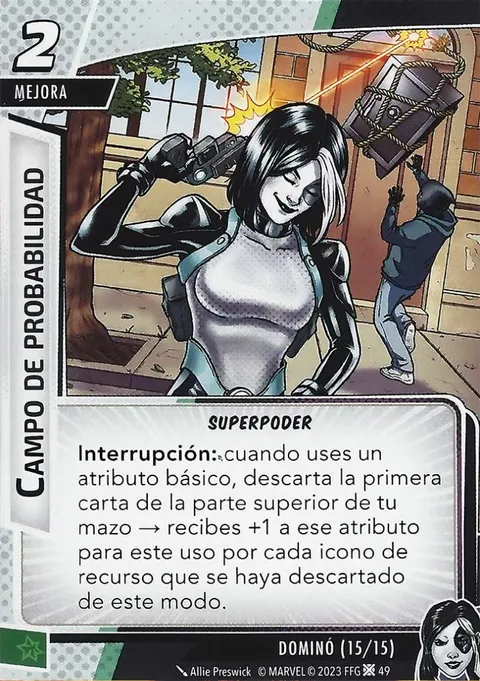 2
MEJORA
CAMPO DE PROBABILIDAD
SUPERPODER
Interrupción: cuando uses un
atributo básico, descarta la primera
carta de la parte superior de tu
mazo → recibes +1 a ese atributo
para este uso por cada icono de
recurso que se haya descartado
de este modo.
DOMINÓ (15/15)
Allie Preswick © MARVEL © 2023 FFG 49